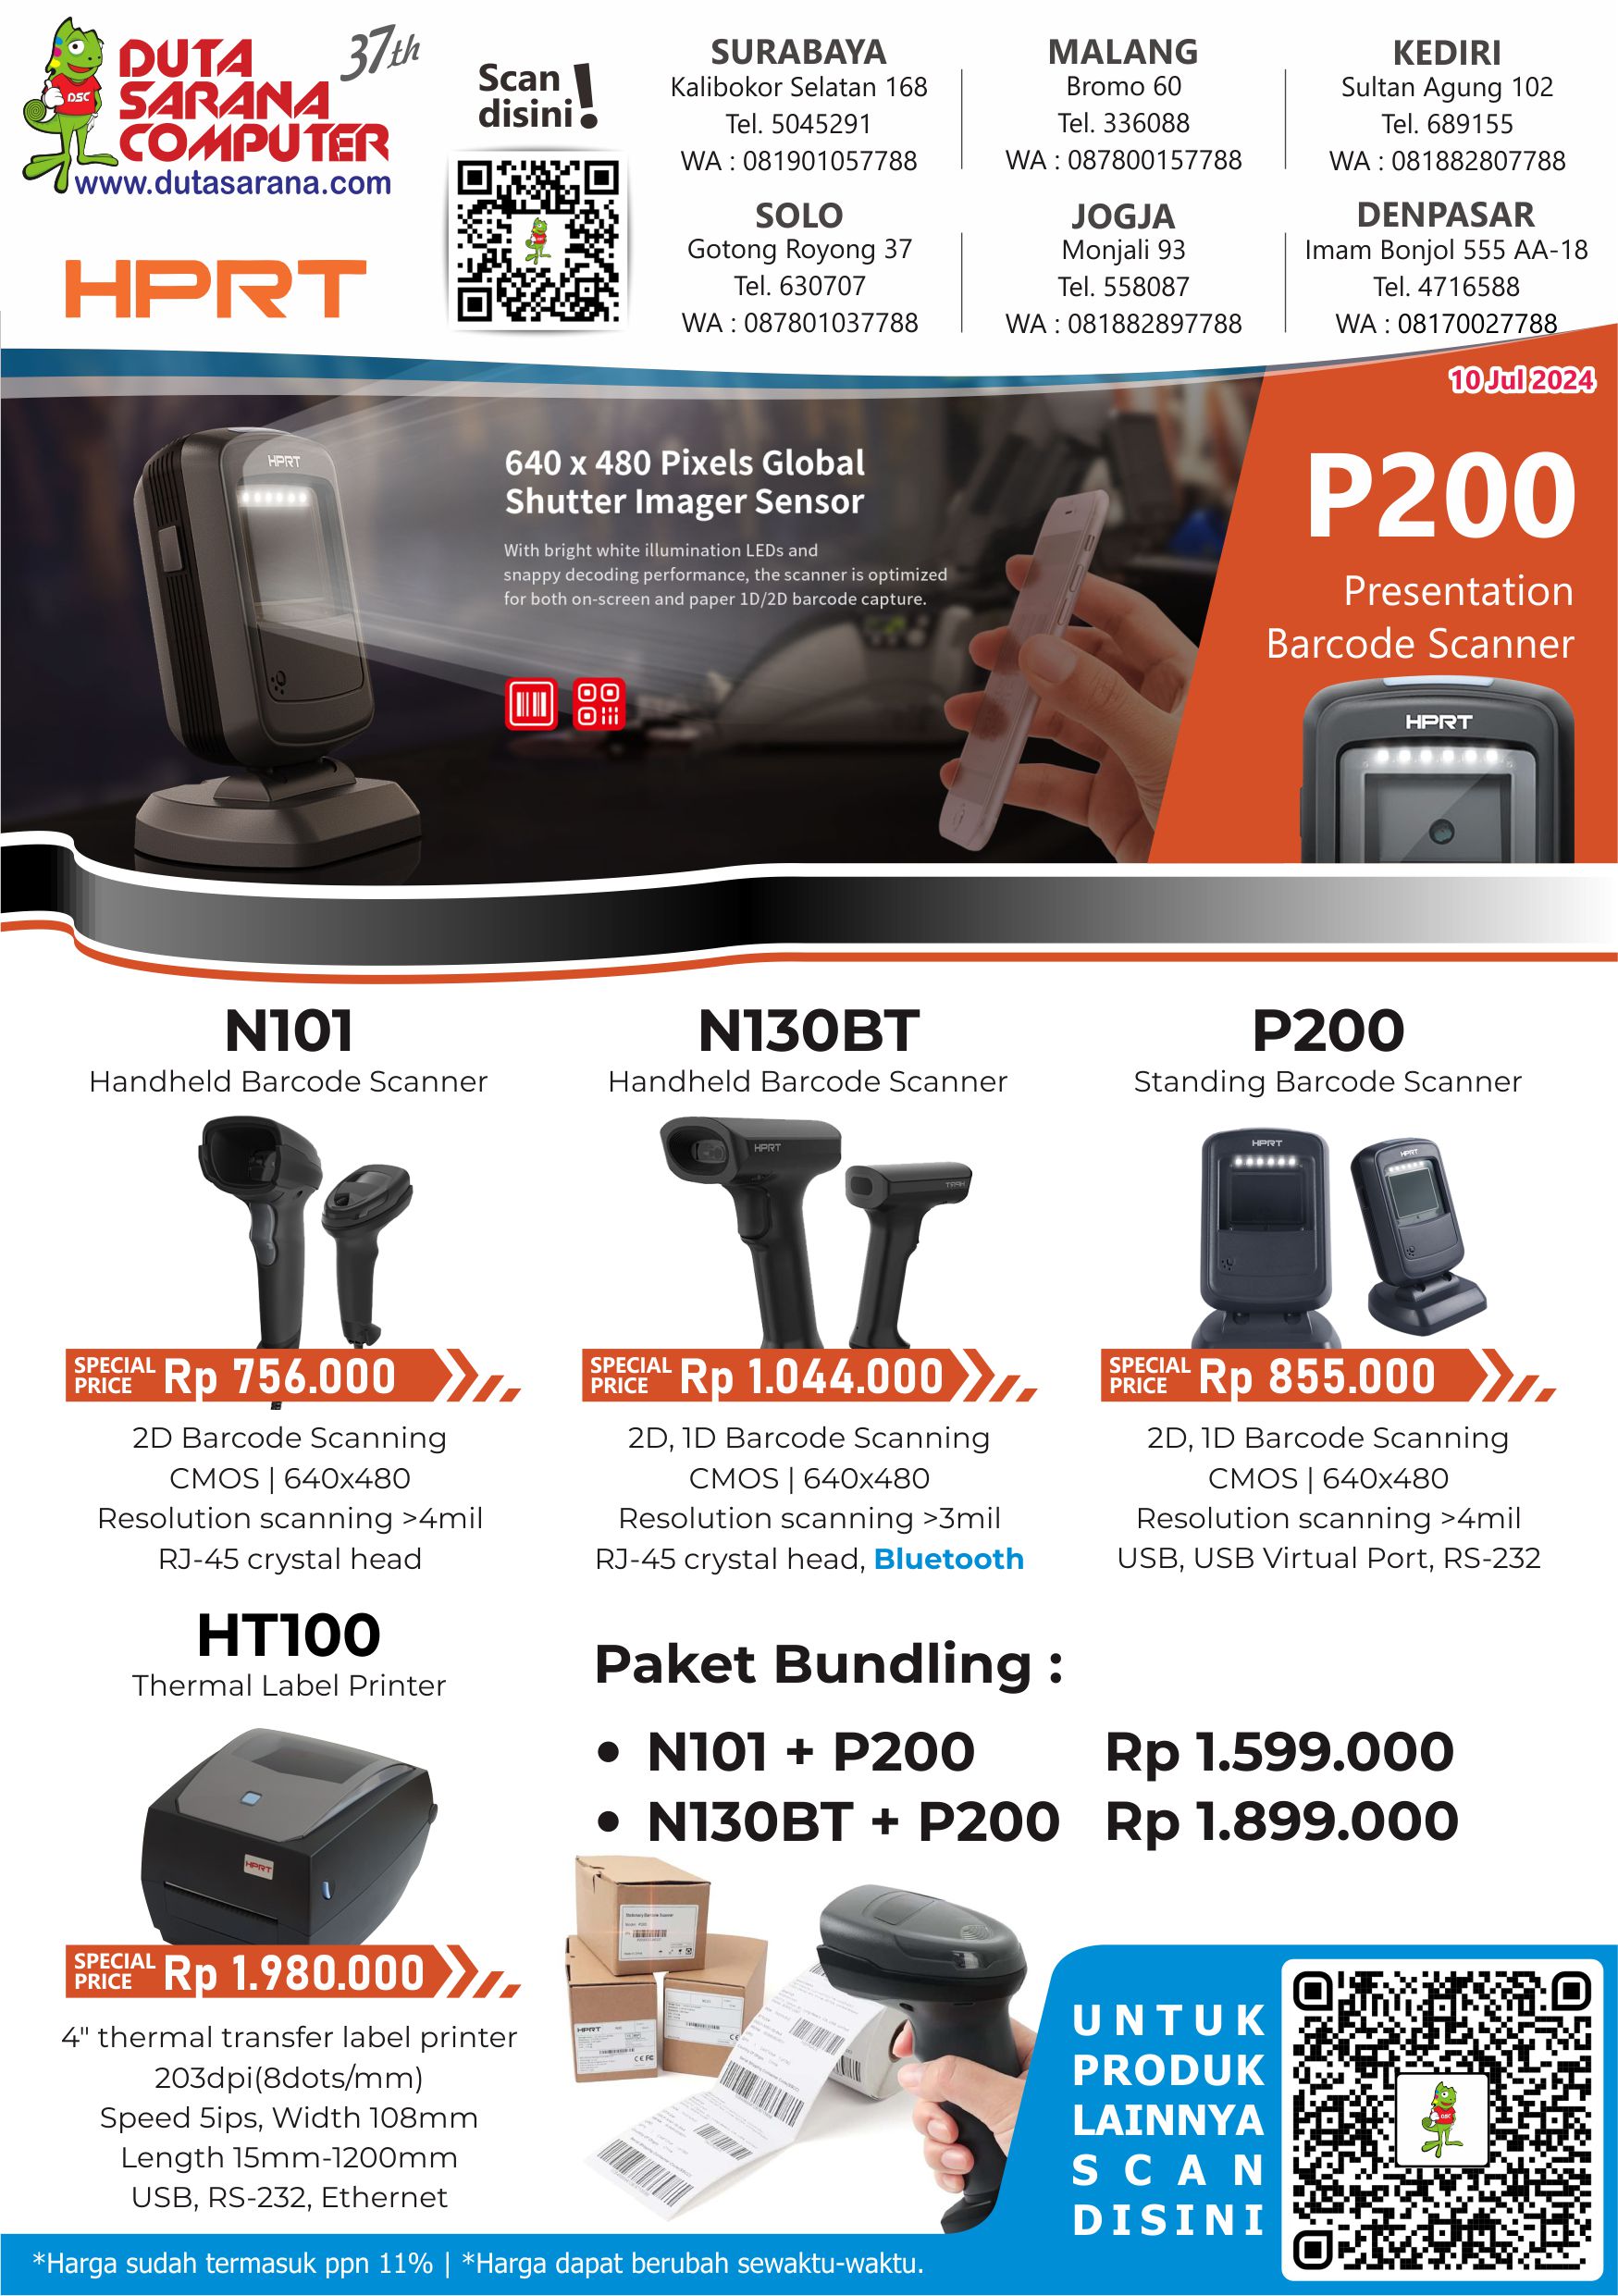 DUTA
SARANA
COMPUTER
37th
DSC
www.dutasarana.com
HPRT
Scan
disini!
SURABAYA
Kalibokor Selatan 168
Tel. 5045291
WA : 081901057788
MALANG
Bromo 60
Tel. 336088
WA : 087800157788
KEDIRI
Sultan Agung 102
Tel. 689155
WA : 081882807788
SOLO
Gotong Royong 37
Tel. 630707
WA : 087801037788
JOGJA
Monjali 93
Tel. 558087
WA : 081882897788
DENPASAR
Imam Bonjol 555 AA-18
Tel. 4716588
WA : 08170027788
10 Jul 2024
HPRT
640 x 480 Pixels Global
Shutter Imager Sensor
With bright white illumination LEDs and
snappy decoding performance, the scanner is optimized
for both on-screen and paper 1D/2D barcode capture.
P200
Presentation
Barcode Scanner
HPRT
N101
Handheld Barcode Scanner
SPECIAL
PRICE
Rp 756.000
2D Barcode Scanning
CMOS | 640x480
Resolution scanning >4mil
RJ-45 crystal head
N130BT
Handheld Barcode Scanner
HPRT
SPECIAL
PRICE
Rp 1.044.000
2D, 1D Barcode Scanning
CMOS | 640x480
Resolution scanning >3mil
RJ-45 crystal head, Bluetooth
P200
Standing Barcode Scanner
HPRT
HPRT
SPECIAL
PRICE
Rp 855.000
2D, 1D Barcode Scanning
CMOS | 640x480
Resolution scanning >4mil
USB, USB Virtual Port, RS-232
HT100
Thermal Label Printer
HPRT
SPECIAL
PRICE
Rp 1.980.000
4" thermal transfer label printer
203dpi(8dots/mm)
Speed 5ips, Width 108mm
Length 15mm-1200mm
USB, RS-232, Ethernet
Paket Bundling :
• N101 + P200 Rp 1.599.000
• N130BT + P200 Rp 1.899.000
HPRT
UNTUK
PRODUK
LAINNYA
SCAN
DISINI
*Harga sudah termasuk ppn 11% | *Harga dapat berubah sewaktu-waktu.